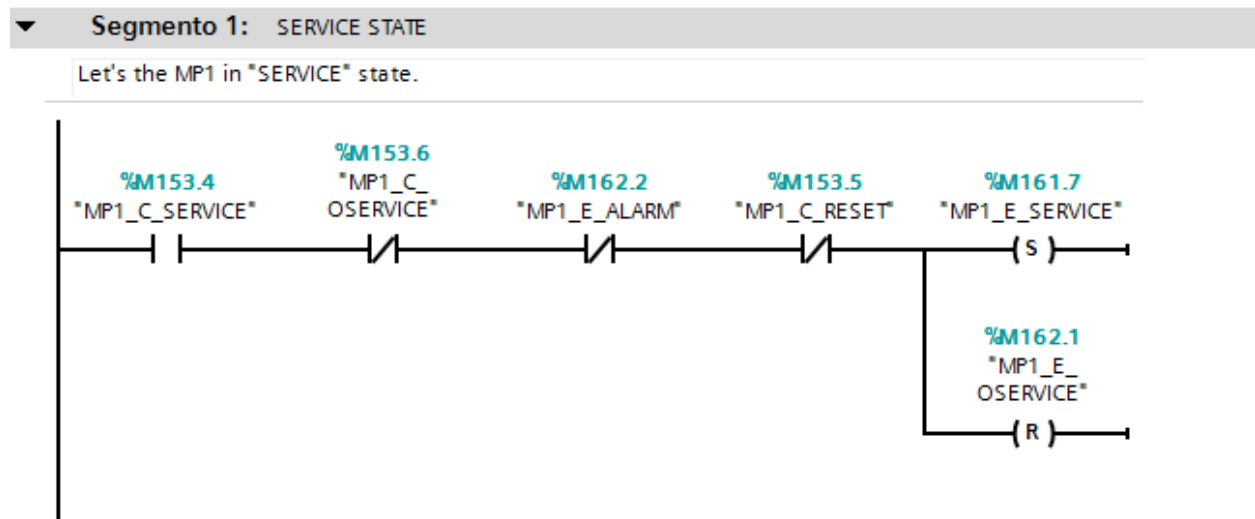 Segmento 1: SERVICE STATE
Let's the MP1 in "SERVICE" state.
%M153.4
"MP1_C_SERVICE"
%M153.6
"MP1_C_
OSERVICE"
%M162.2
"MP1_E_ALARM"
%M153.5
"MP1_C_RESET"
%M161.7
"MP1_E_SERVICE"
S
%M162.1
"MP1_E_
OSERVICE"
R